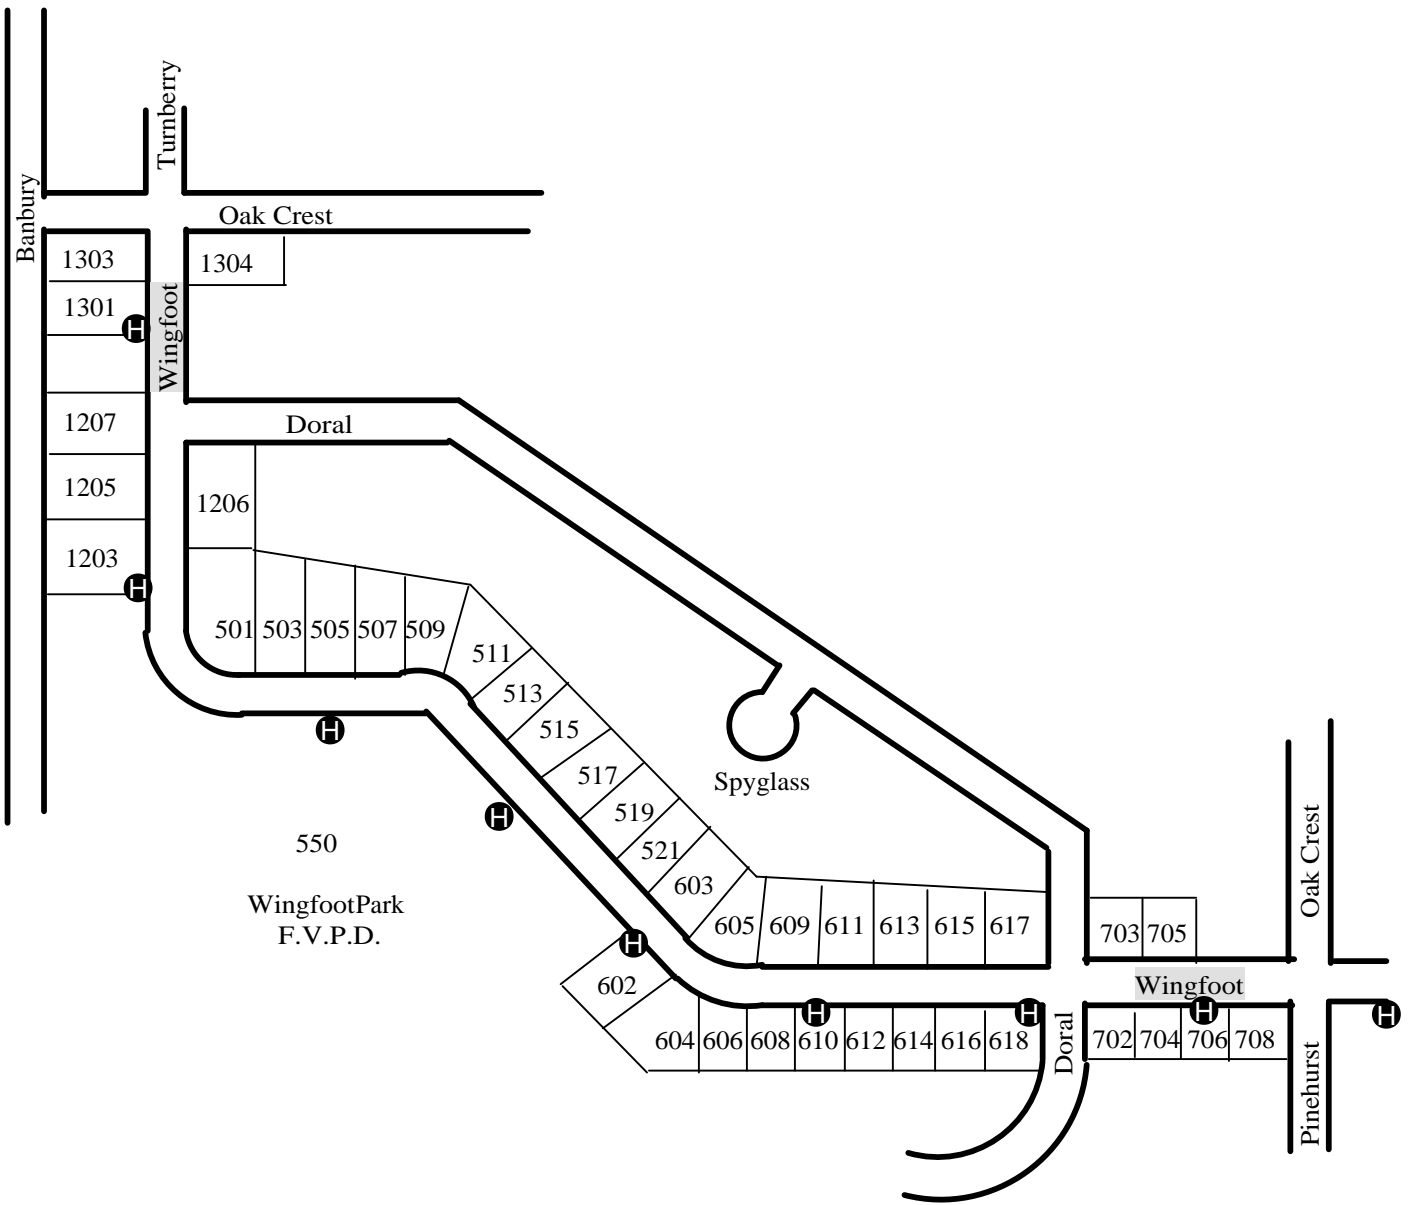 Turnberry
Banbury
Oak Crest
1303
1304
1301
H
Wingfoot
1207
Doral
1205
1206
1203
H
501
503
505
507
509
511
513
H
515
517
Spyglass
519
H
550
521
603
WingfootPark
F.V.P.D.
605
609
611
613
615
617
703
705
Oak Crest
H
602
Wingfoot
H
H
H
H
604
606
608
610
612
614
616
618
Doral
702
704
706
708
Pinehurst